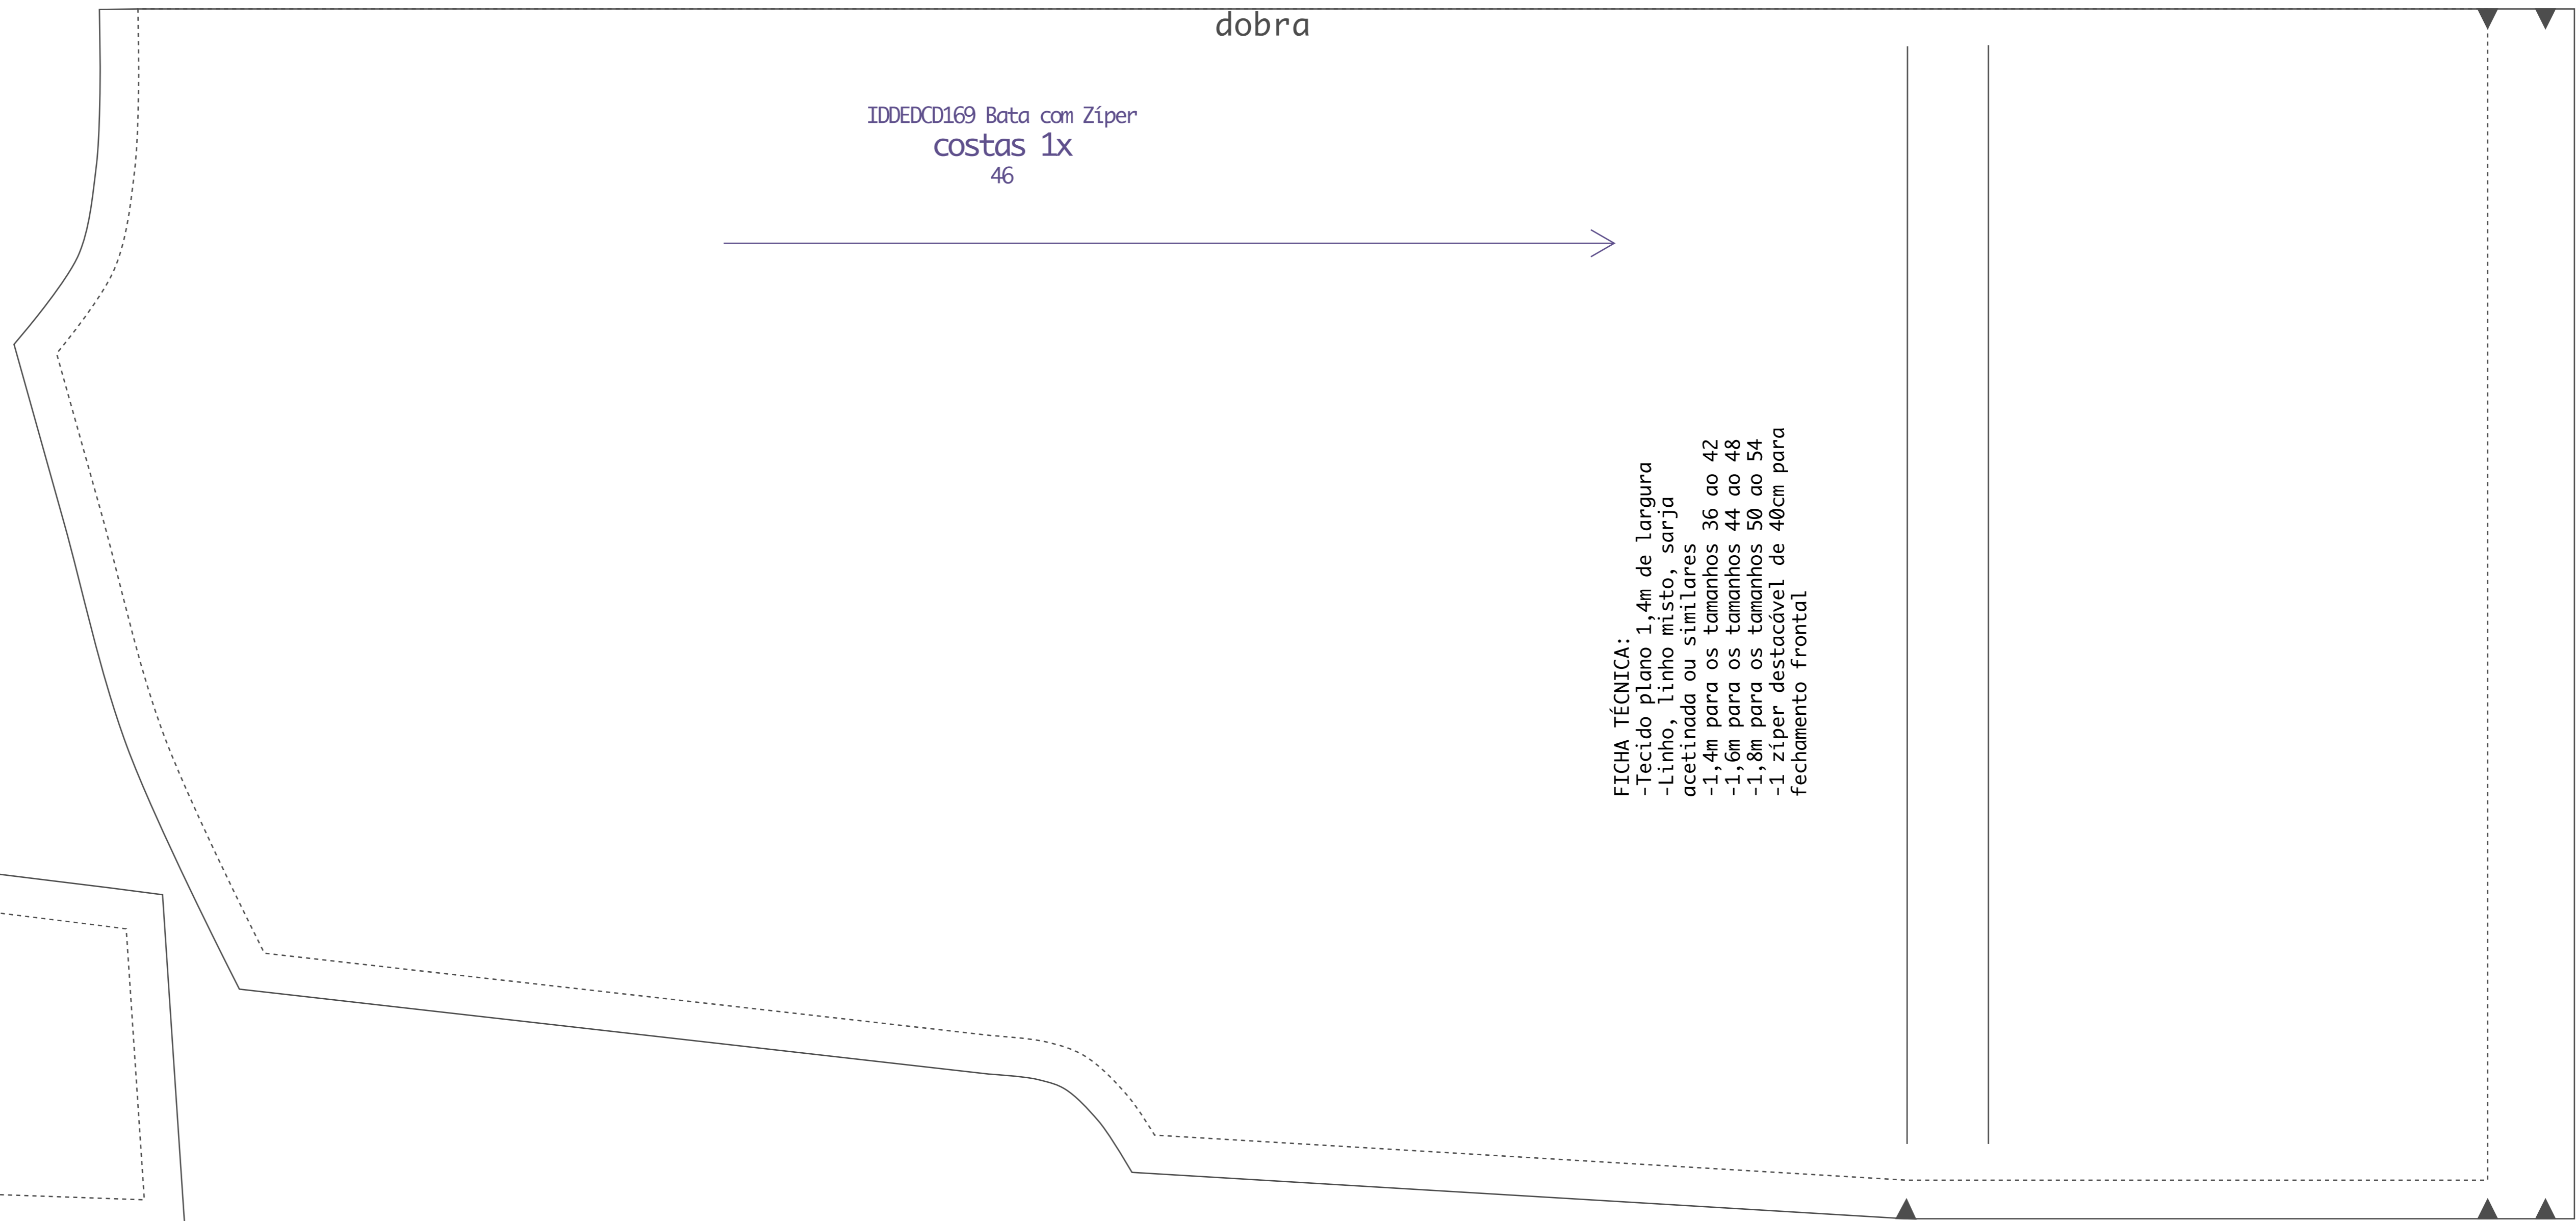 dobra
IDDEDCD169 Bata com Zíper
costas 1x
46
FICHA TÉCNICA:
-Tecido plano 1,4m de largura
-Linho, linho misto, sarja
acetinada ou similares
-1,4m para os tamanhos 36 ao 42
-1,6m para os tamanhos 44 ao 48
-1,8m para os tamanhos 50 ao 54
-1 zíper destacável de 40cm para
fechamento frontal